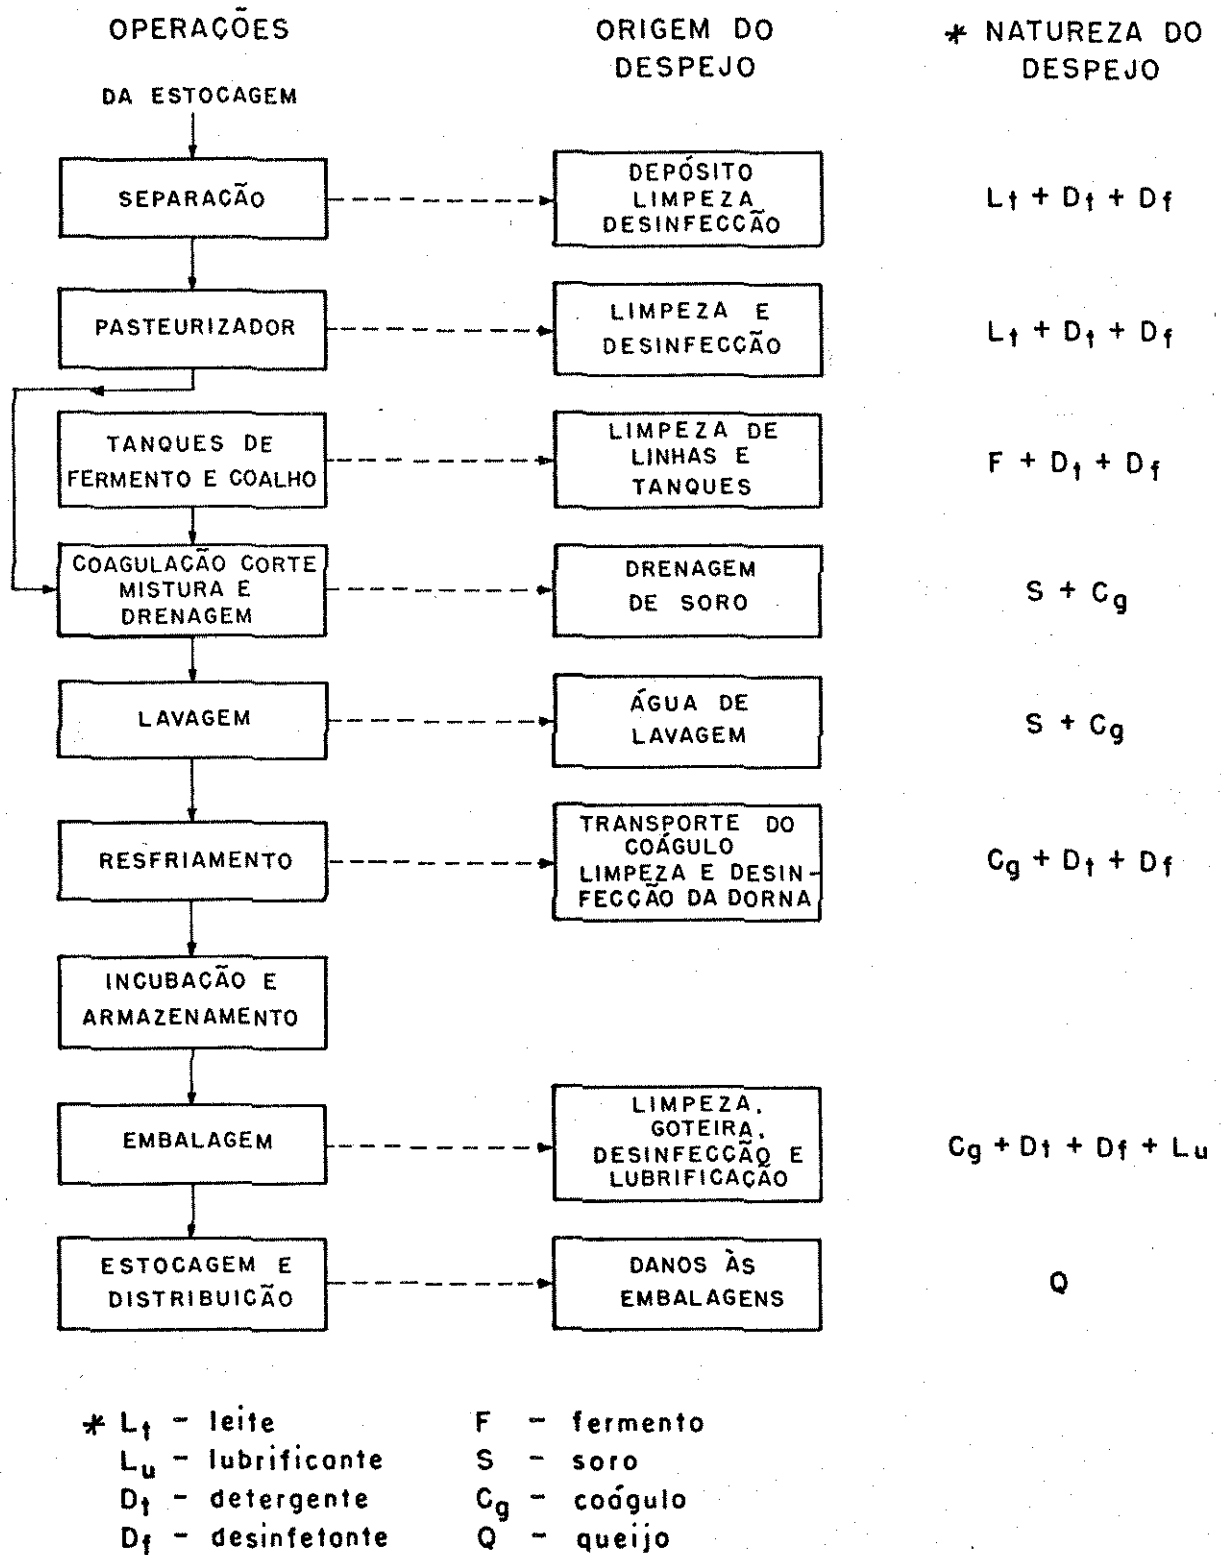 OPERAÇÕES
ORIGEM DO
DESPEJO
* NATUREZA DO
DESPEJO
DA ESTOCAGEM
SEPARAÇÃO
DEPÓSITO
LIMPEZA
DESINFECÇÃO
Lt + Dt + Df
PASTEURIZADOR
LIMPEZA E
DESINFECÇÃO
Lt + Dt + Df
TANQUES DE
FERMENTO E COALHO
LIMPEZA DE
LINHAS E
TANQUES
F + Dt + Df
COAGULAÇÃO CORTE
MISTURA E
DRENAGEM
DRENAGEM
DE SORO
S + Cg
LAVAGEM
ÁGUA DE
LAVAGEM
S + Cg
RESFRIAMENTO
TRANSPORTE DO
COÁGULO
LIMPEZA E DESIN-
FECÇÃO DA DORNA
Cg + Dt + Df
INCUBAÇÃO E
ARMAZENAMENTO
EMBALAGEM
LIMPEZA,
GOTEIRA,
DESINFECÇÃO E
LUBRIFICAÇÃO
Cg + Dt + Df + Lu
ESTOCAGEM E
DISTRIBUIÇÃO
DANOS ÀS
EMBALAGENS
Q
* Lt - leite
Lu - lubrificante
Dt - detergente
Df - desinfetante
F - fermento
S - soro
Cg - coágulo
Q - queijo